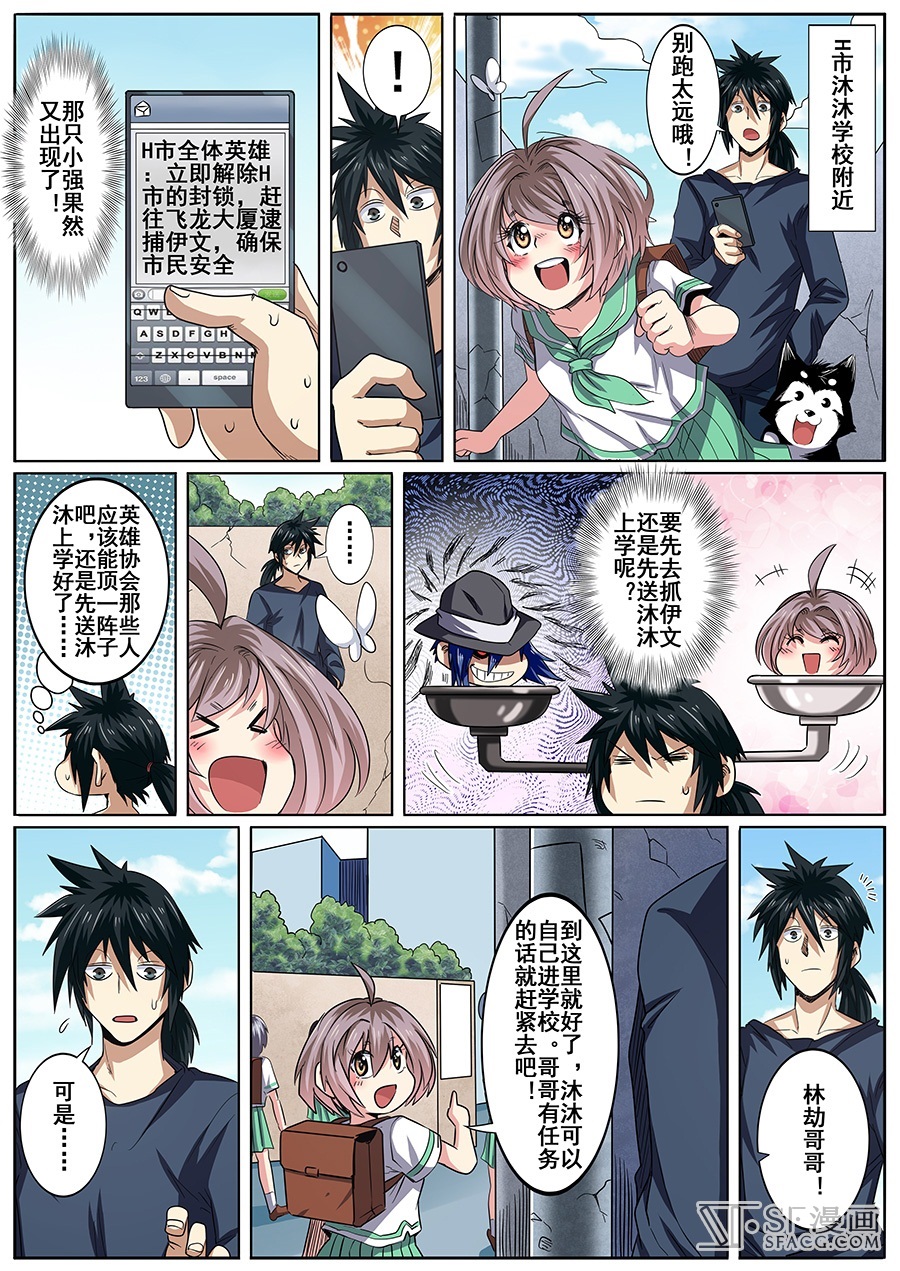 H市沐沐学校附近
别跑太远哦！
！
H市全体英雄
：立即解除H
市的封锁，赶
往飞龙大厦逮
捕伊文，确保
市民安全
QW
ASDFGH
ZXCVBN
123
.
space
那只小强果然
又出现了！
要先去抓伊文
还是先送沐沐
上学呢？
……
英雄协会那些人
应该能顶一阵子
吧，还是先送沐
沐上学好了……
林劫哥哥！
到这里就好了，沐沐可以
自己进学校。哥哥有任务
的话就赶紧去吧！
可是……
SF漫画
SFACG.COM